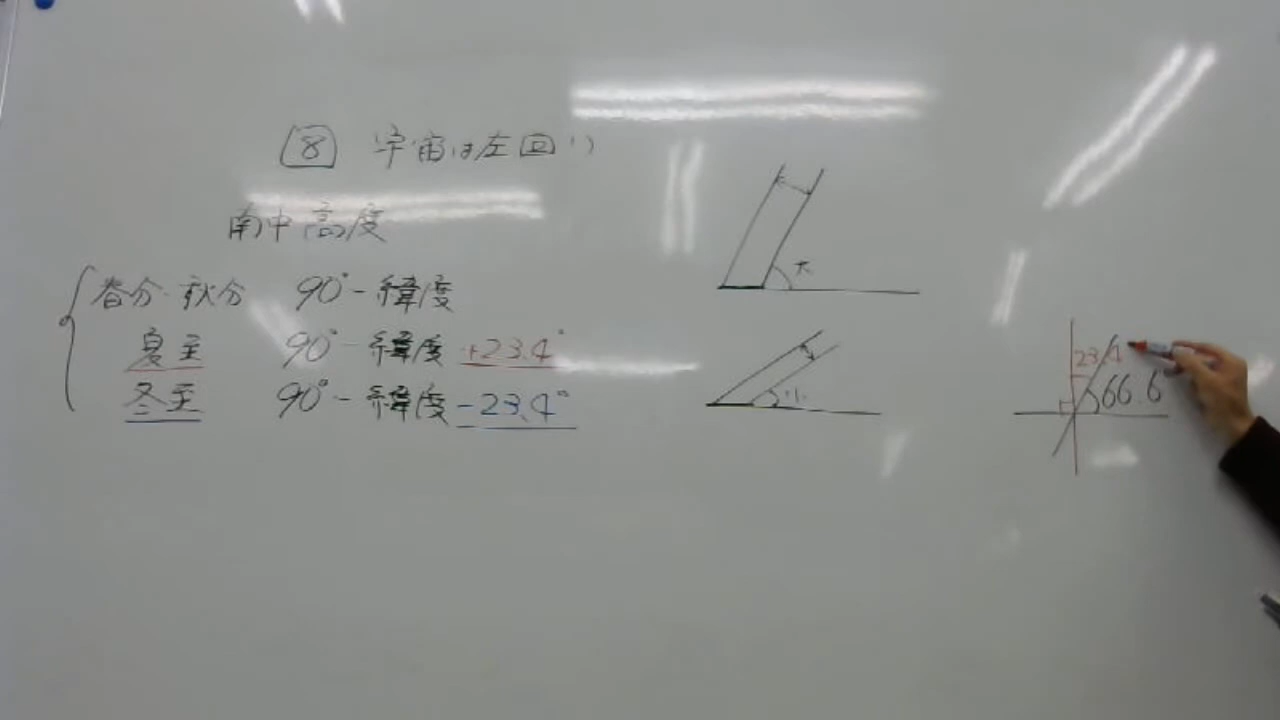 8 宇宙は左回り
南中高度
春分・秋分 90°-緯度
夏至 90°-緯度+23.4°
冬至 90°-緯度-23.4°
大
小
23.4
66.6